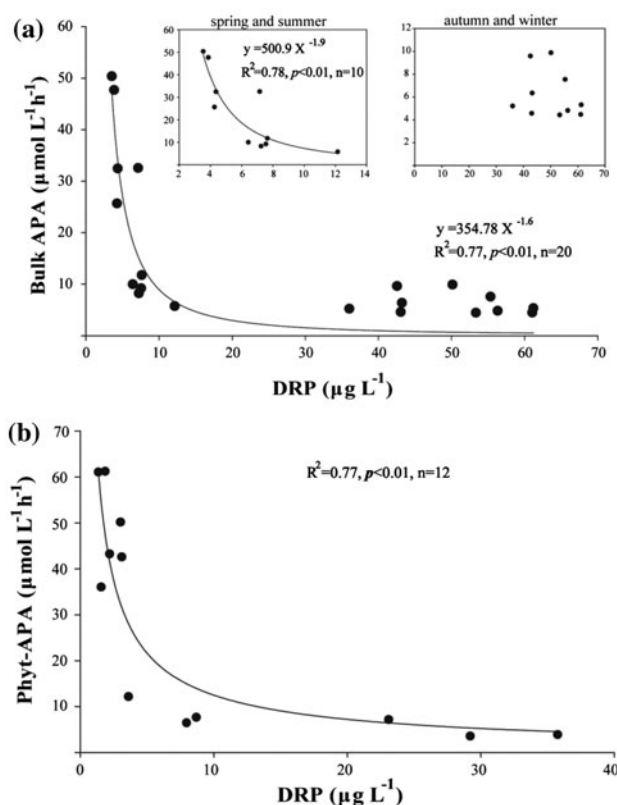 (a)
spring and summer
y =500.9 X -1.9
R2=0.78, p<0.01, n=10
50
40
30
20
10
2 4 6 8 10 12 14
autumn and winter
12
10
8
6
4
2
0 10 20 30 40 50 60 70
y =354.78 X -1.6
R2=0.77, p<0.01, n=20
Bulk APA (µmol L-1h-1)
60
50
40
30
20
10
0 10 20 30 40 50 60 70
DRP (µg L-1)
(b)
R2=0.77, p<0.01, n=12
Phyt-APA (µmol L-1h-1)
70
60
50
40
30
20
10
0 10 20 30 40
DRP (µg L-1)